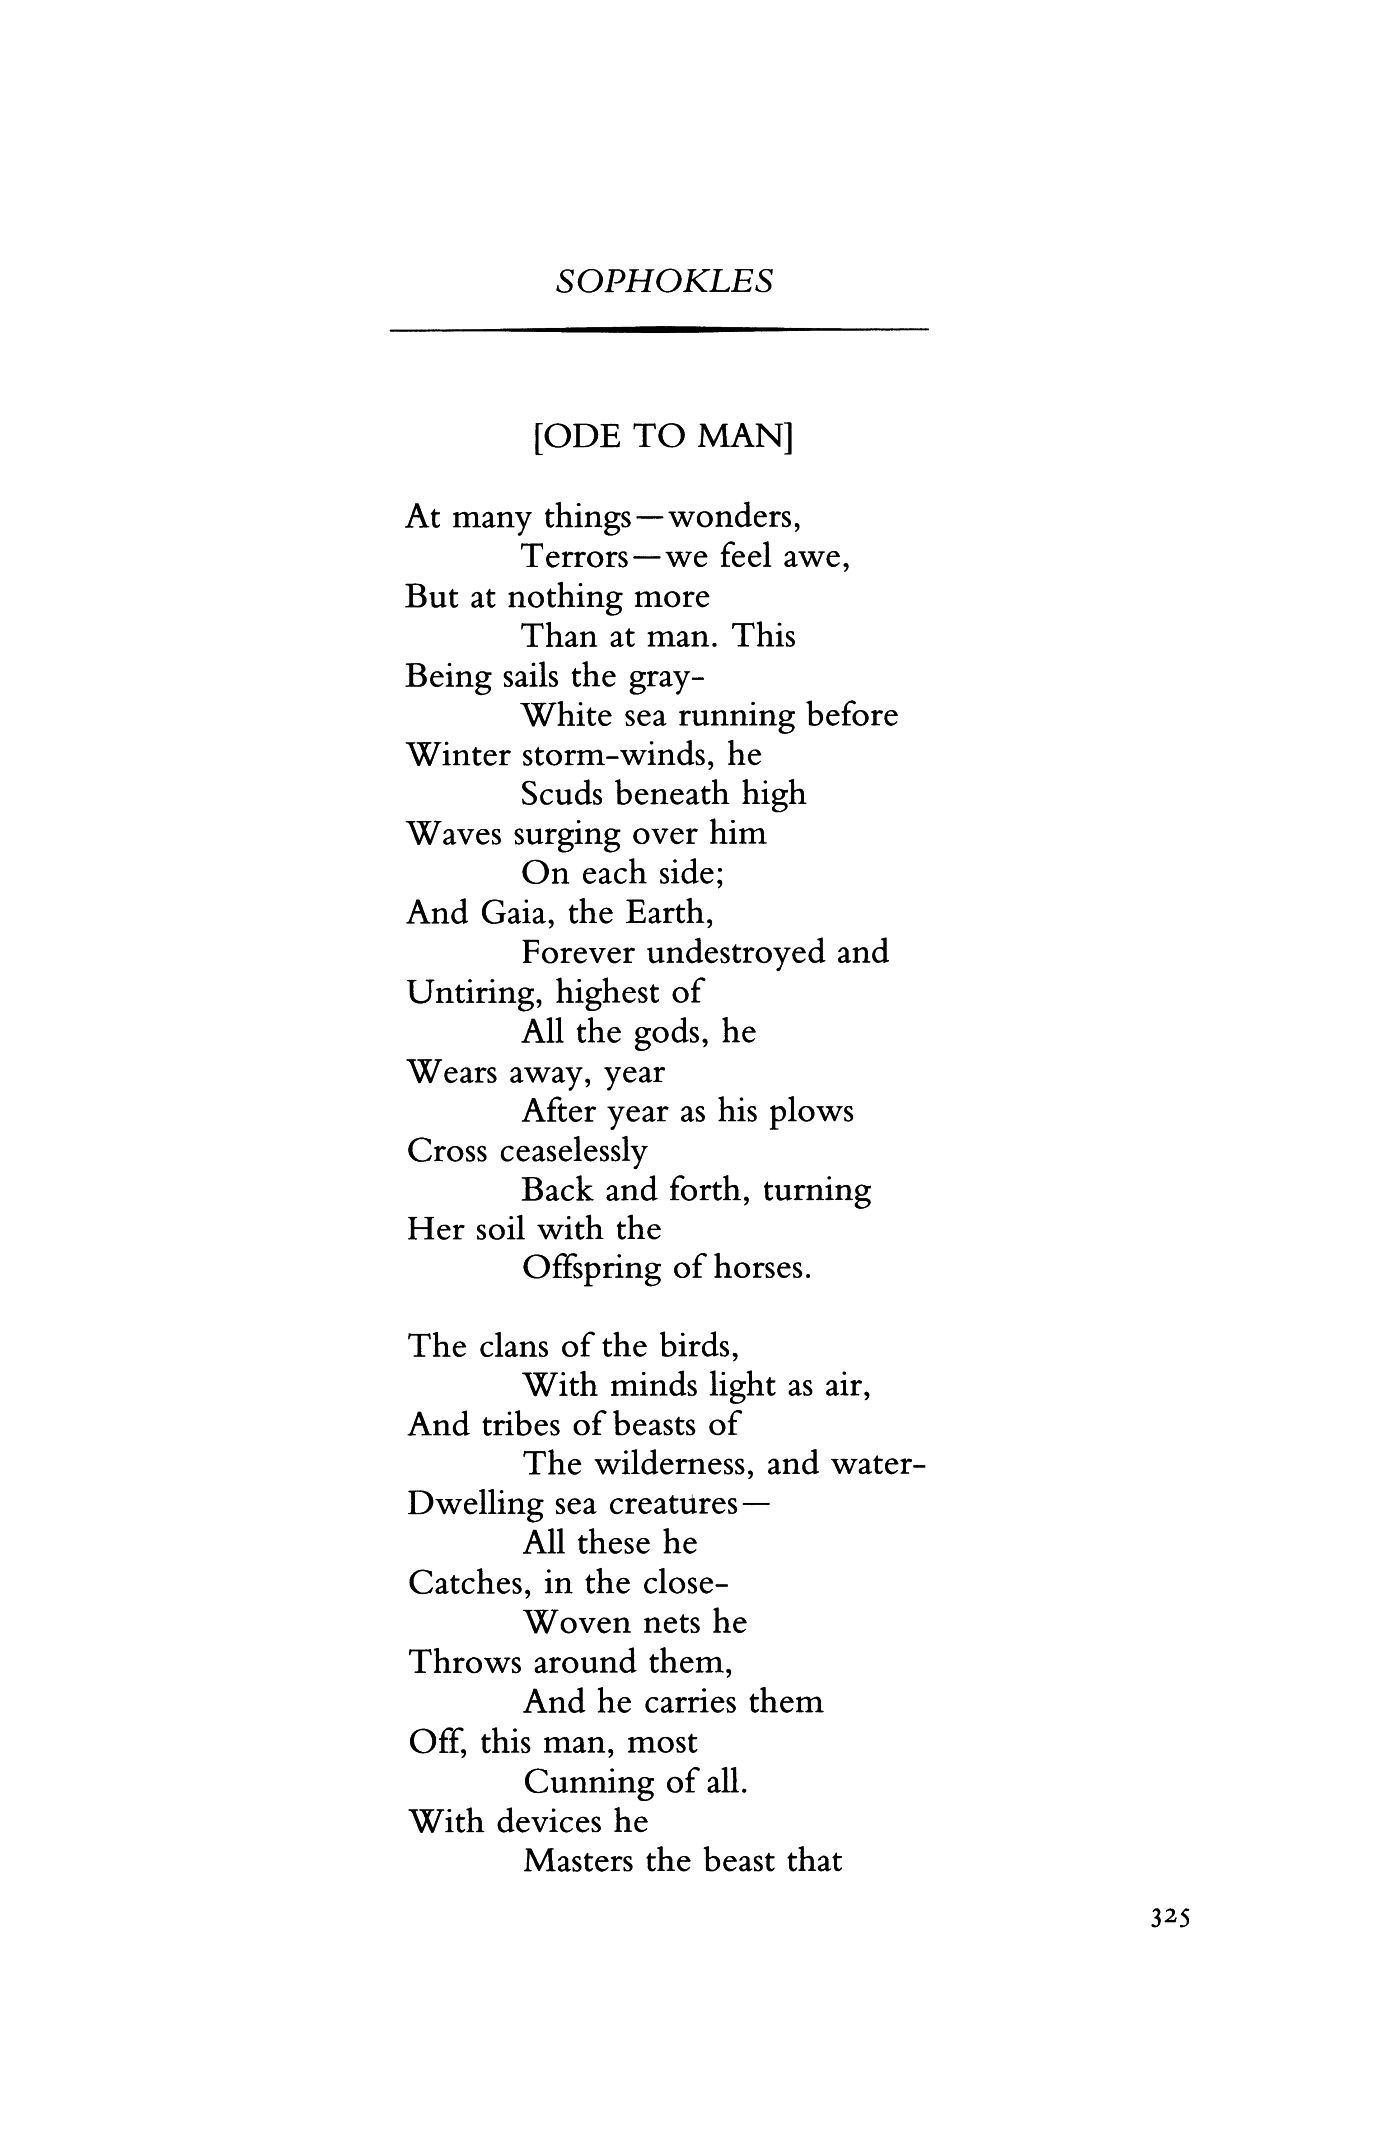 SOPHOKLES
[ODE TO MAN]
At many things—wonders,
Terrors—we feel awe,
But at nothing more
Than at man. This
Being sails the gray-
White sea running before
Winter storm-winds, he
Scuds beneath high
Waves surging over him
On each side;
And Gaia, the Earth,
Forever undestroyed and
Untiring, highest of
All the gods, he
Wears away, year
After year as his plows
Cross ceaselessly
Back and forth, turning
Her soil with the
Offspring of horses.
The clans of the birds,
With minds light as air,
And tribes of beasts of
The wilderness, and water-
Dwelling sea creatures—
All these he
Catches, in the close-
Woven nets he
Throws around them,
And he carries them
Off, this man, most
Cunning of all.
With devices he
Masters the beast that
325